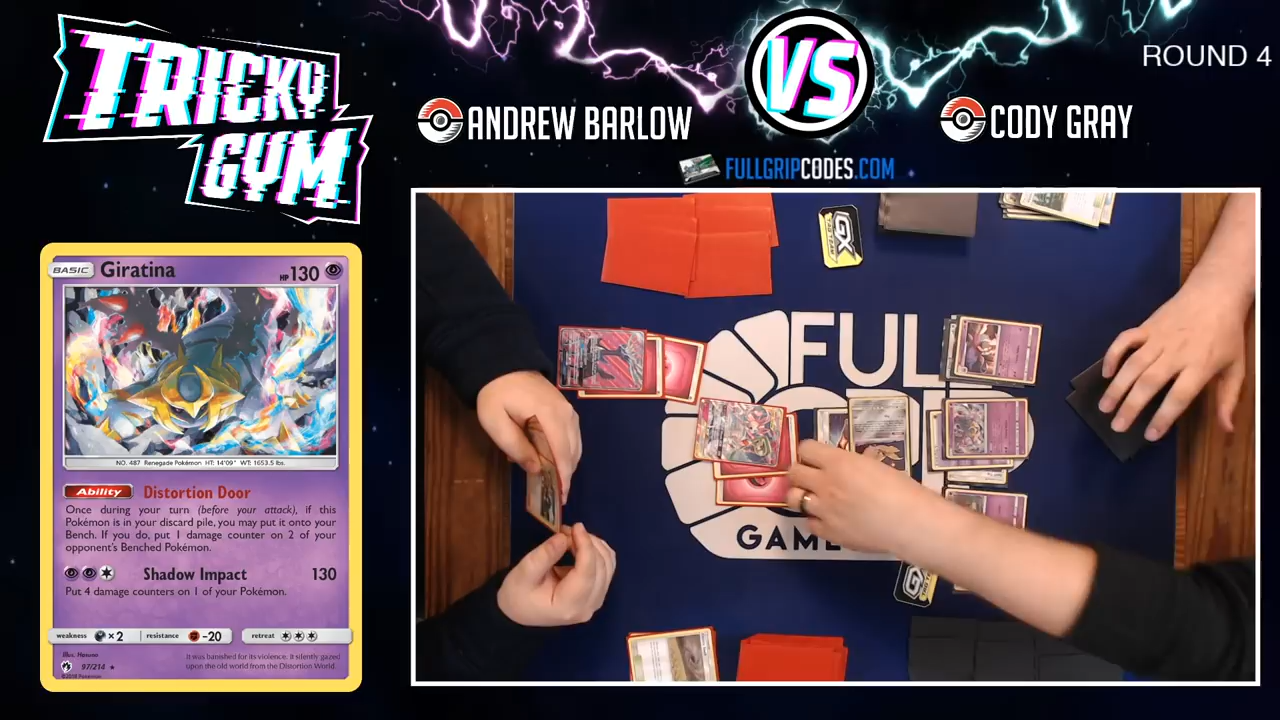 TRICKY
GYM
ANDREW BARLOW
VS
CODY GRAY
ROUND 4
FULLGRIPCODES.COM
BASIC Giratina HP 130
NO. 487 Renegade Pokémon HT: 14'09" WT: 1653.5 lbs.
Ability Distortion Door
Once during your turn (before your attack), if this
Pokémon is in your discard pile, you may put it onto your
Bench. If you do, put 1 damage counter on 2 of your
opponent's Benched Pokémon.
Shadow Impact 130
Put 4 damage counters on 1 of your Pokémon.
weakness ×2 resistance -20 retreat
97/214
It was banished for its violence. It silently gazed
upon the old world from the Distortion World.
GX
FUL
GAME
G